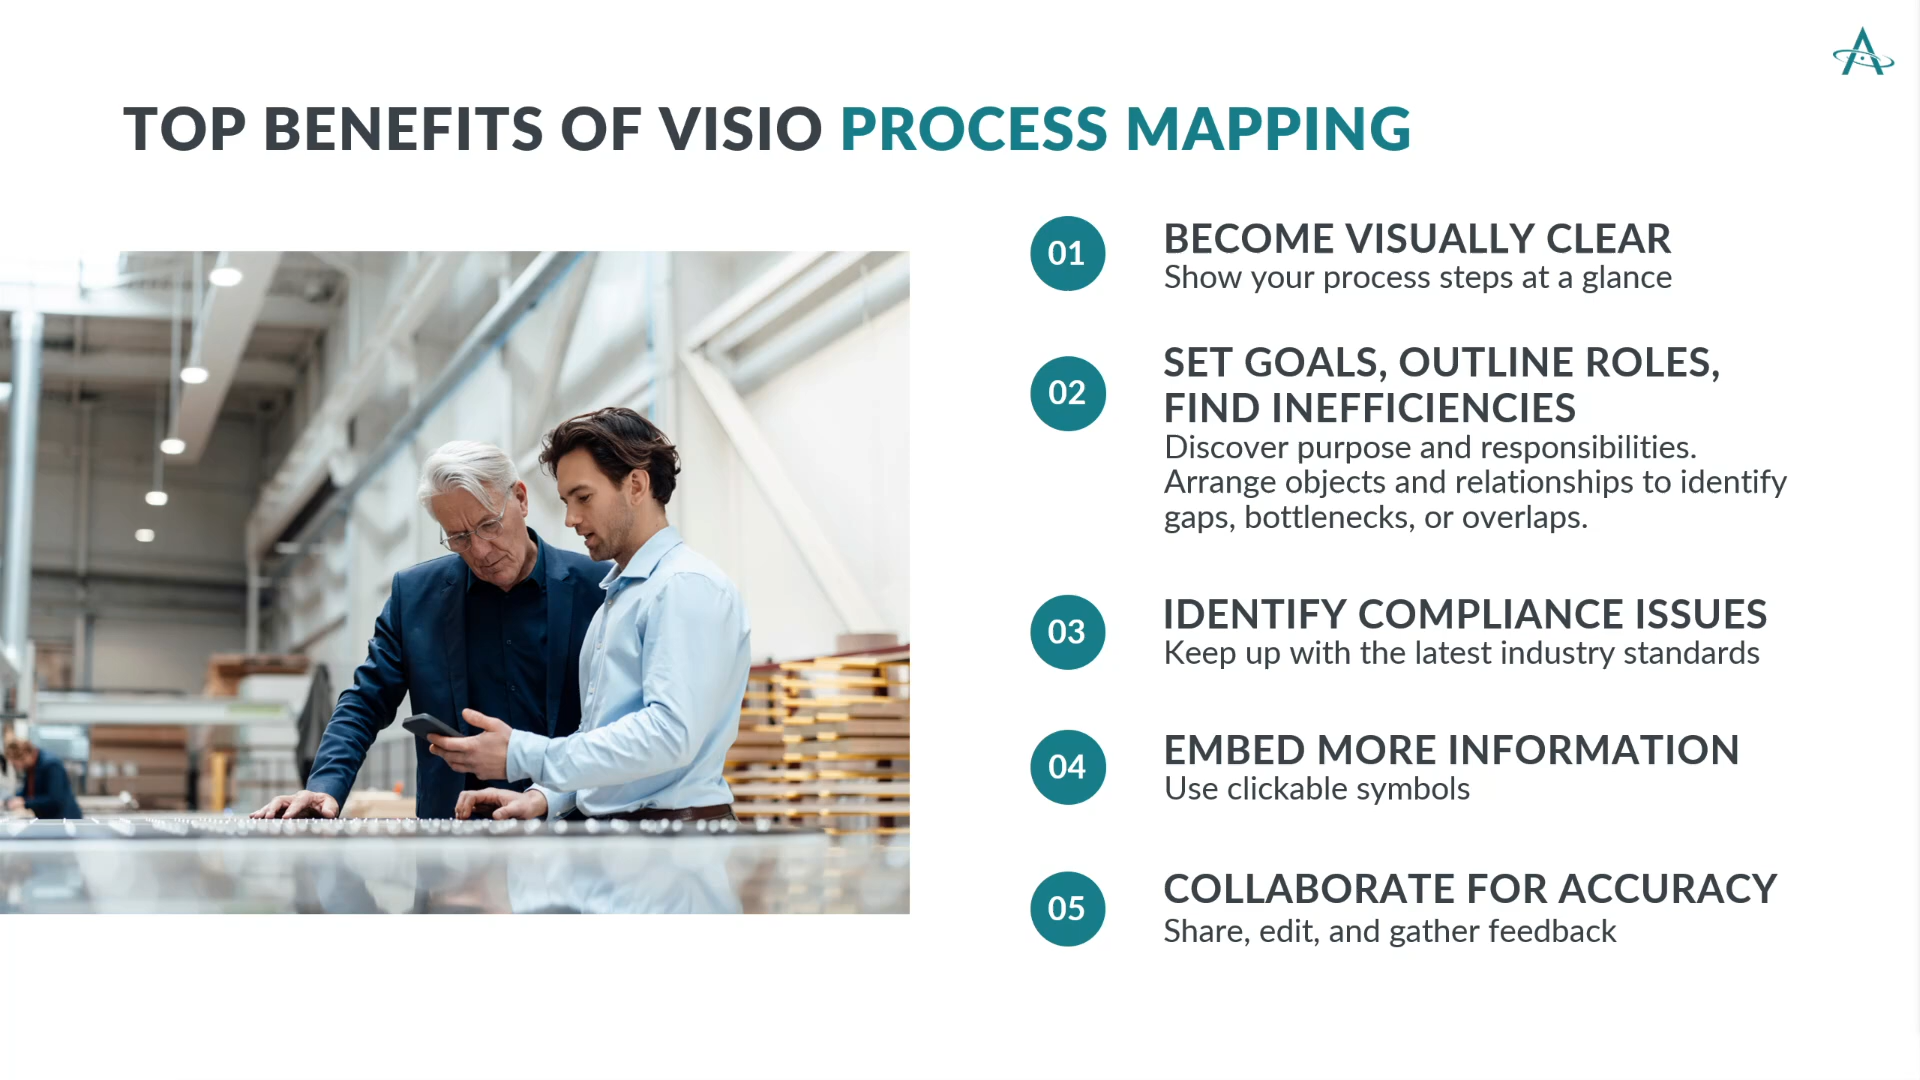 TOP BENEFITS OF VISIO PROCESS MAPPING
01
BECOME VISUALLY CLEAR
Show your process steps at a glance
02
SET GOALS, OUTLINE ROLES,
FIND INEFFICIENCIES
Discover purpose and responsibilities.
Arrange objects and relationships to identify
gaps, bottlenecks, or overlaps.
03
IDENTIFY COMPLIANCE ISSUES
Keep up with the latest industry standards
04
EMBED MORE INFORMATION
Use clickable symbols
05
COLLABORATE FOR ACCURACY
Share, edit, and gather feedback